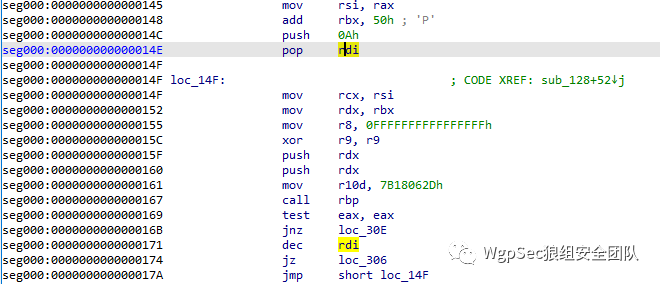 seg000:0000000000000145 mov rsi, rax
seg000:0000000000000148 add rbx, 50h ; 'P'
seg000:000000000000014C push 0Ah
seg000:000000000000014E pop rdi
seg000:000000000000014F
seg000:000000000000014F loc_14F: ; CODE XREF: sub_128+52↓j
seg000:000000000000014F mov rcx, rsi
seg000:0000000000000152 mov rdx, rbx
seg000:0000000000000155 mov r8, 0FFFFFFFFFFFFFFFFh
seg000:000000000000015C xor r9, r9
seg000:000000000000015F push rdx
seg000:0000000000000160 push rdx
seg000:0000000000000161 mov r10d, 7B18062Dh
seg000:0000000000000167 call rbp
seg000:0000000000000169 test eax, eax
seg000:000000000000016B jnz loc_30E
seg000:0000000000000171 dec rdi
seg000:0000000000000174 jz loc_306
seg000:000000000000017A jmp short loc_14F
WgpSec狼组安全团队